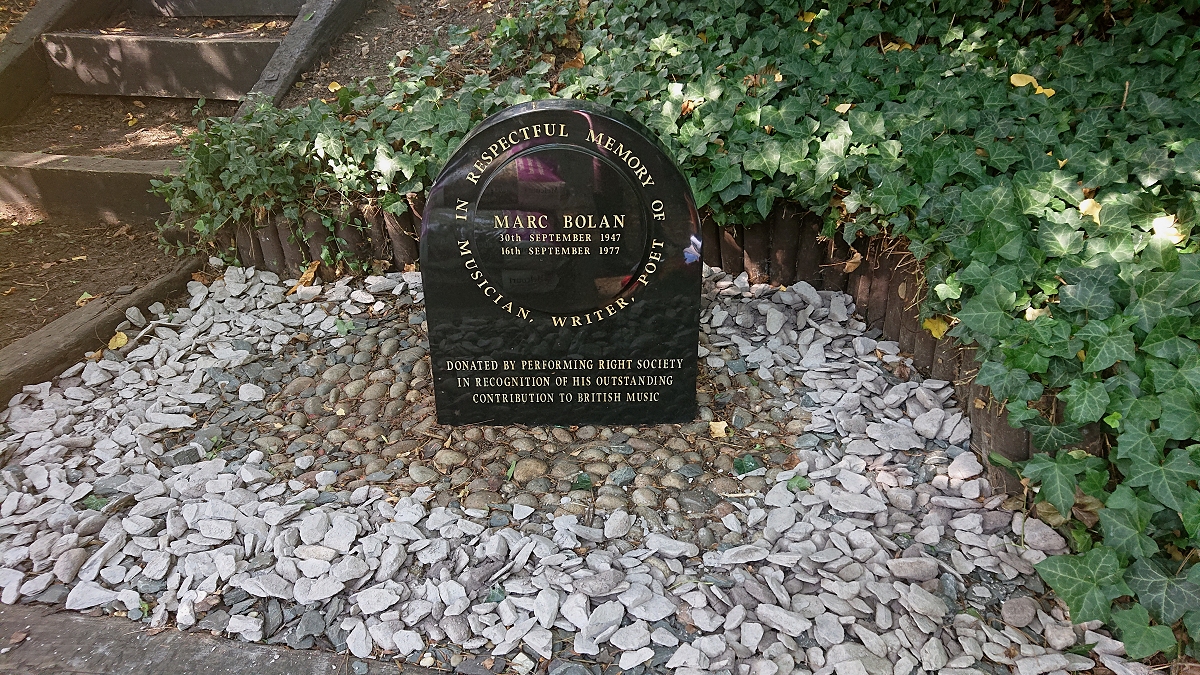 IN RESPECTFUL MEMORY OF
MARC BOLAN
30th SEPTEMBER 1947
16th SEPTEMBER 1977
MUSICIAN, WRITER, POET
DONATED BY PERFORMING RIGHT SOCIETY
IN RECOGNITION OF HIS OUTSTANDING
CONTRIBUTION TO BRITISH MUSIC